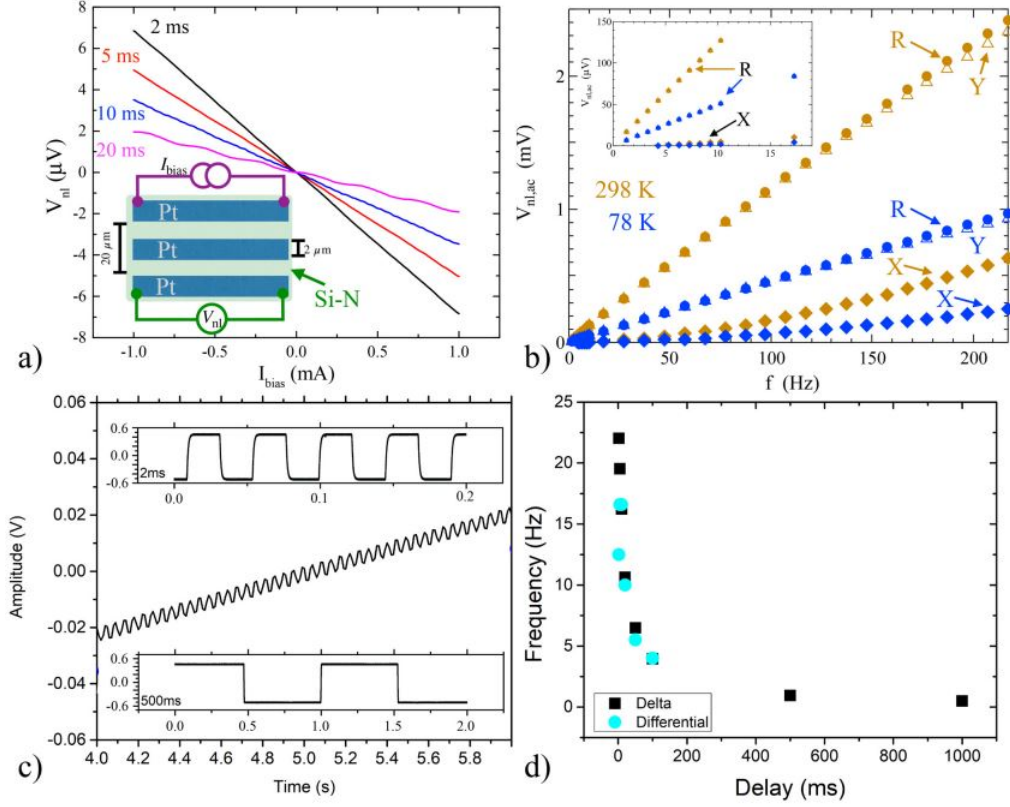 a)
8
6
4
2
0
-2
-4
-6
-8
V_nl (μV)
2 ms
5 ms
10 ms
20 ms
I_bias
Pt
Pt
Pt
20 μm
2 μm
Si-N
V_nl
-1.0
-0.5
0.0
0.5
1.0
I_bias (mA)
b)
2
1
0
V_nl,ac (mV)
150
100
50
0
V_nl,ac (μV)
R
X
0
10
R
Y
298 K
78 K
R
Y
X
X
0
50
100
150
200
f (Hz)
c)
0.06
0.04
0.02
0.00
-0.02
-0.04
-0.06
Amplitude (V)
0.6
0.0
-0.6
2ms
0.0
0.1
0.2
0.6
0.0
-0.6
500ms
0.0
0.5
1.0
1.5
2.0
4.0 4.2 4.4 4.6 4.8 5.0 5.2 5.4 5.6 5.8
Time (s)
d)
25
20
15
10
5
0
Frequency (Hz)
Delta
Differential
0
200
400
600
800
1000
Delay (ms)